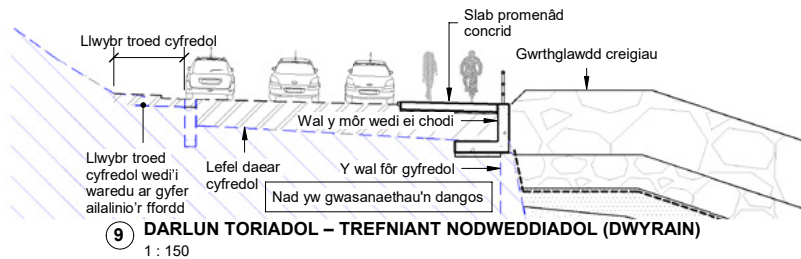 Llwybr troed cyfredol
Slab promenâd
concrid
Gwrthglawdd creigiau
Wal y môr wedi ei chodi
Llwybr troed
cyfredol wedi'i
waredu ar gyfer
ailalinio'r ffordd
Lefel daear
cyfredol
Y wal fôr gyfredol
Nad yw gwasanaethau'n dangos
9 DARLUN TORIADOL – TREFNIANT NODWEDDIADOL (DWYRAIN)
1 : 150